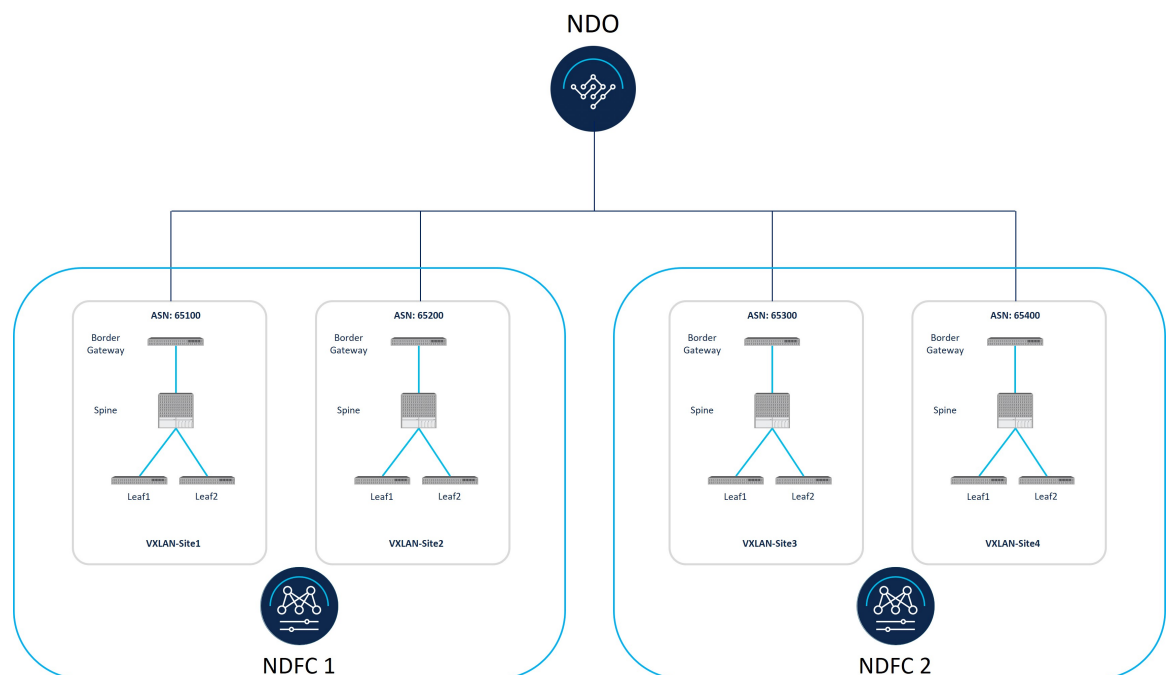 NDO
ASN: 65100
Border
Gateway
Spine
Leaf1
Leaf2
VXLAN-Site1
ASN: 65200
Border
Gateway
Spine
Leaf1
Leaf2
VXLAN-Site2
NDFC 1
ASN: 65300
Border
Gateway
Spine
Leaf1
Leaf2
VXLAN-Site3
ASN: 65400
Border
Gateway
Spine
Leaf1
Leaf2
VXLAN-Site4
NDFC 2